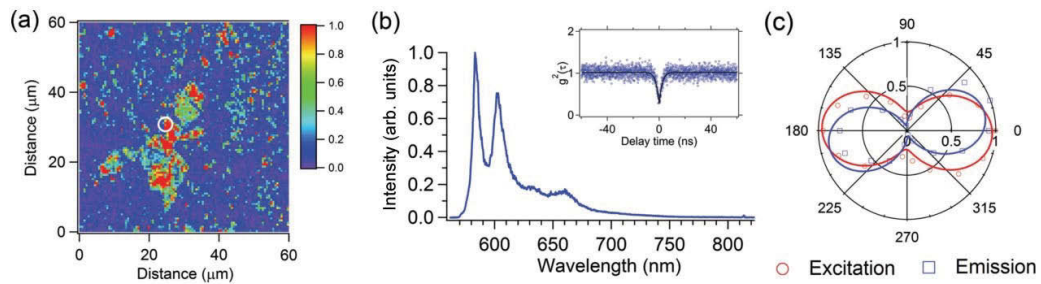 (a)
60
40
20
0
Distance (μm)
0 20 40 60
Distance (μm)
1.0
0.8
0.6
0.4
0.2
0.0
(b)
1.0
0.8
0.6
0.4
0.2
0.0
Intensity (arb. units)
600 650 700 750 800
Wavelength (nm)
2
1
0
g²(τ)
-50 0 50
Delay time (ns)
(c)
90
135 45
1
0.5
180 0 0.5 1 0
225 315
270
Excitation Emission